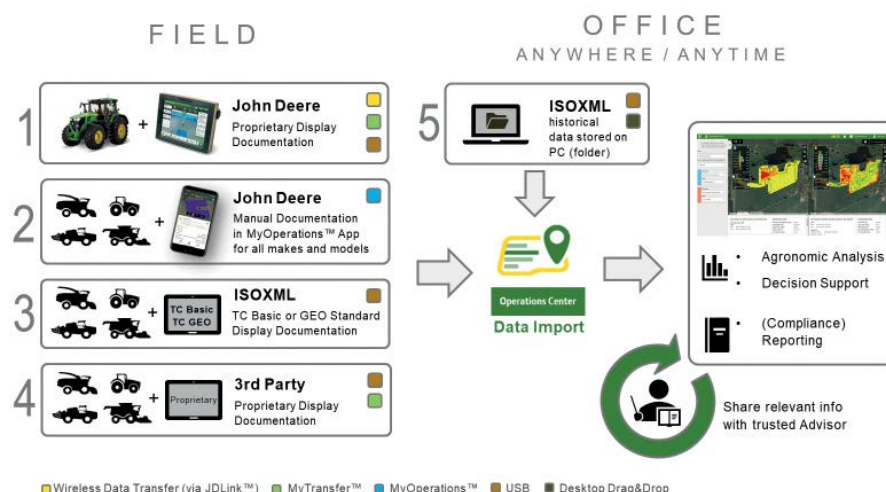 FIELD
OFFICE
ANYWHERE / ANYTIME
1
John Deere
Proprietary Display
Documentation
2
John Deere
Manual Documentation
in MyOperations™ App
for all makes and models
3
TC Basic
TC GEO
ISOXML
TC Basic or GEO Standard
Display Documentation
4
Proprietary
3rd Party
Proprietary Display
Documentation
5
ISOXML
historical
data stored on
PC (folder)
Operations Center
Data Import
• Agronomic Analysis
• Decision Support
• (Compliance)
Reporting
Share relevant info
with trusted Advisor
Wireless Data Transfer (via JDLink™) MyTransfer™ MyOperations™ USB Desktop Drag&Drop